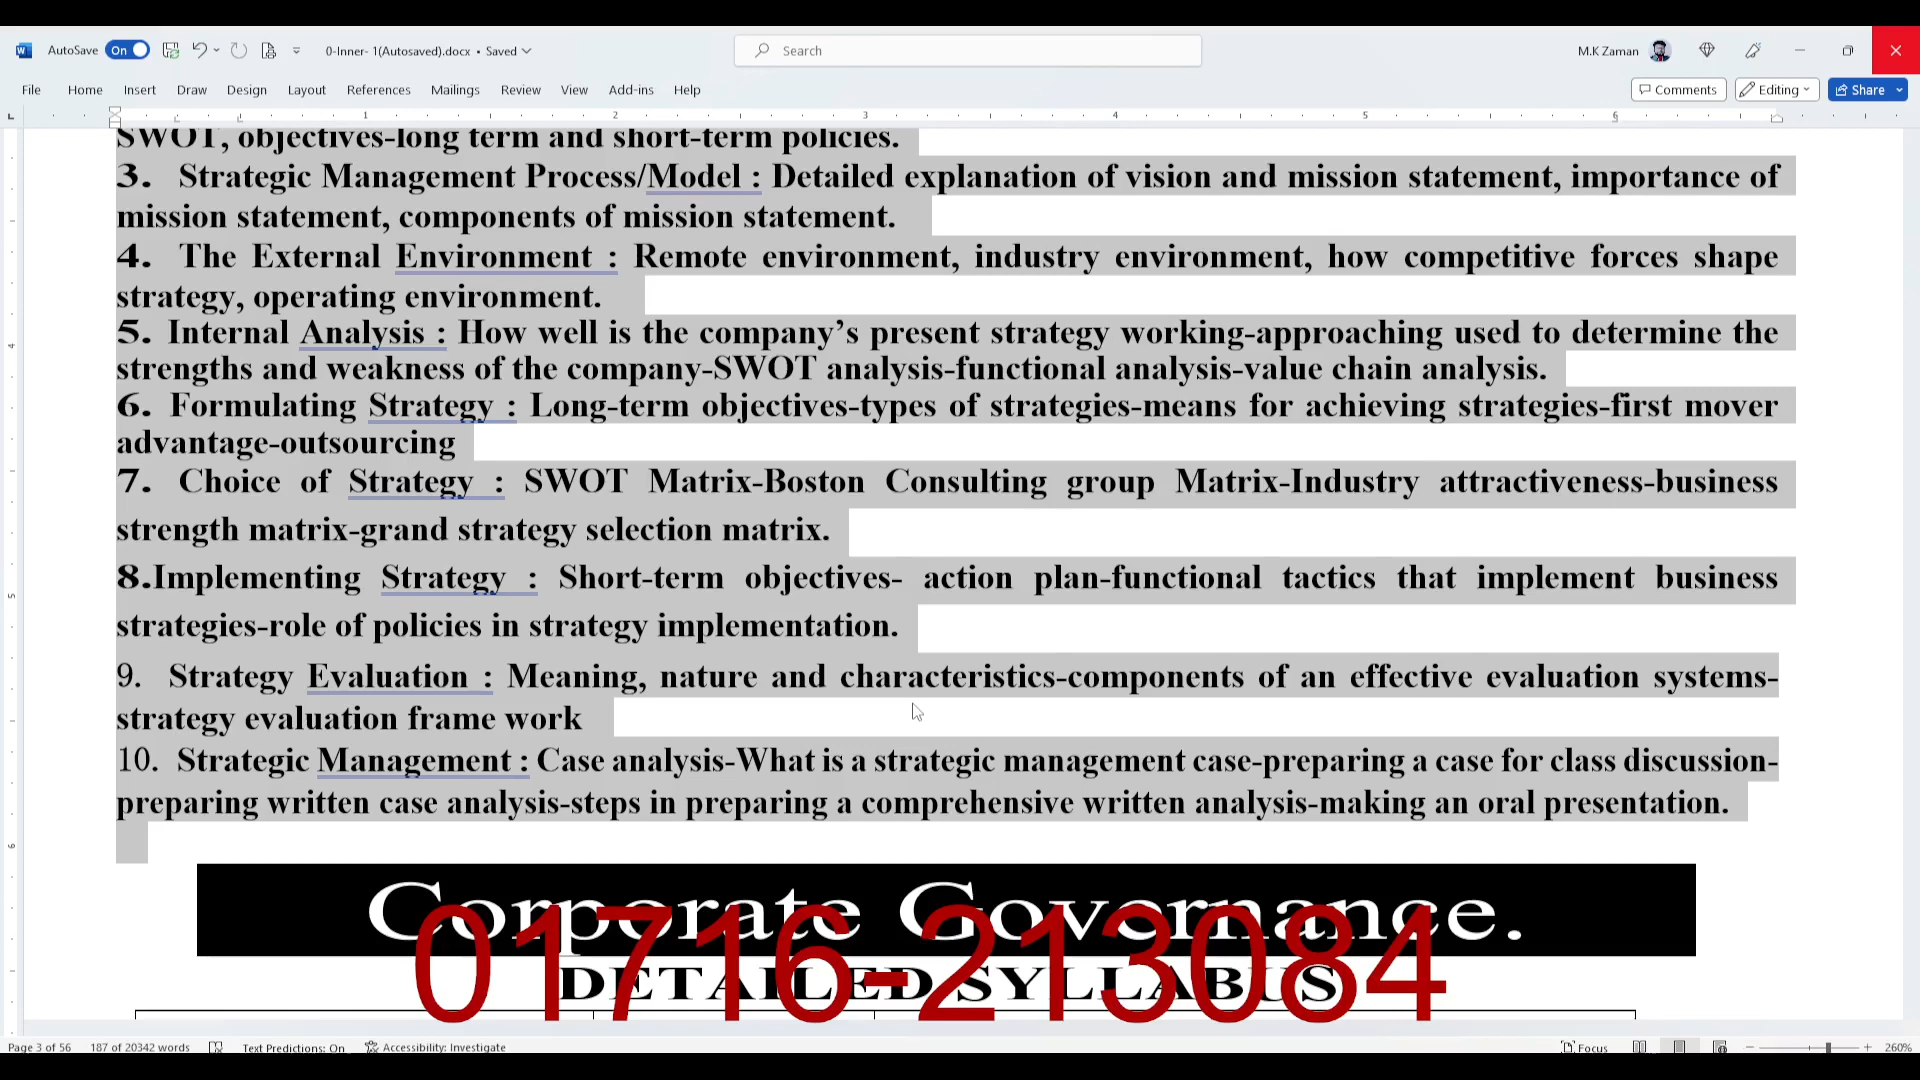 AutoSave On 0-Inner- 1(Autosaved).docx • Saved Search M.K Zaman
File Home Insert Draw Design Layout References Mailings Review View Add-ins Help Comments Editing Share
1 2 3 4 5 6
SWOT, objectives-long term and short-term policies.
3. Strategic Management Process/Model : Detailed explanation of vision and mission statement, importance of
mission statement, components of mission statement.
4. The External Environment : Remote environment, industry environment, how competitive forces shape
strategy, operating environment.
5. Internal Analysis : How well is the company’s present strategy working-approaching used to determine the
strengths and weakness of the company-SWOT analysis-functional analysis-value chain analysis.
6. Formulating Strategy : Long-term objectives-types of strategies-means for achieving strategies-first mover
advantage-outsourcing
7. Choice of Strategy : SWOT Matrix-Boston Consulting group Matrix-Industry attractiveness-business
strength matrix-grand strategy selection matrix.
8.Implementing Strategy : Short-term objectives- action plan-functional tactics that implement business
strategies-role of policies in strategy implementation.
9. Strategy Evaluation : Meaning, nature and characteristics-components of an effective evaluation systems-
strategy evaluation frame work
10. Strategic Management : Case analysis-What is a strategic management case-preparing a case for class discussion-
preparing written case analysis-steps in preparing a comprehensive written analysis-making an oral presentation.
Corporate Governance.
01716-213084
DETAILED SYLLABUS
Page 3 of 56 187 of 20342 words Text Predictions: On Accessibility: Investigate Focus 260%